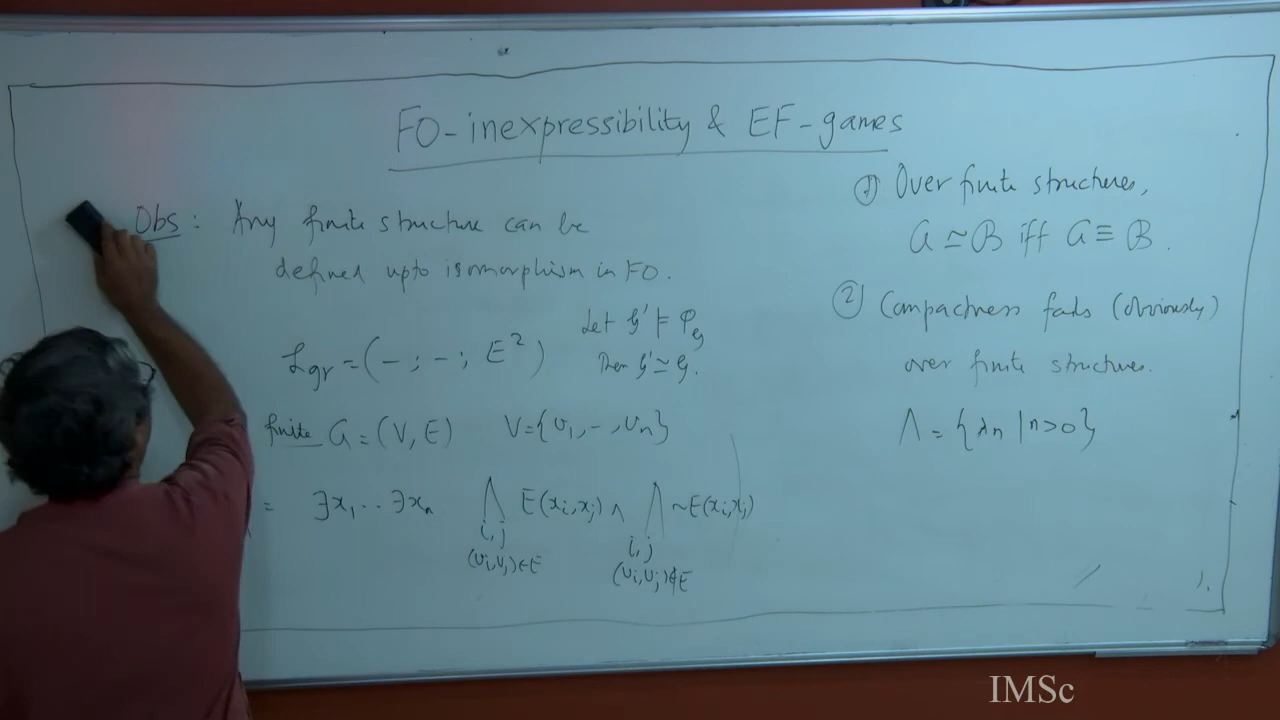 FO-inexpressibility & EF-games
Obs: Any finite structure can be
defined upto isomorphism in FO.
L_gr = (-; -; E²)
Let G' ⊨ φ_G
Then G' ≃ G.
finite G = (V, E) V = {v₁, -, vₙ}
= ∃x₁ .. ∃xₙ ⋀ E(xᵢ,xⱼ) ∧ ⋀ ~E(xᵢ,xⱼ)
i, j i, j
(vᵢ,vⱼ)∈E (vᵢ,vⱼ)∉E
① Over finite structures,
A ≃ B iff A ≡ B.
② Compactness fails (obviously)
over finite structures.
Λ = {λₙ | n>0}
IMSc